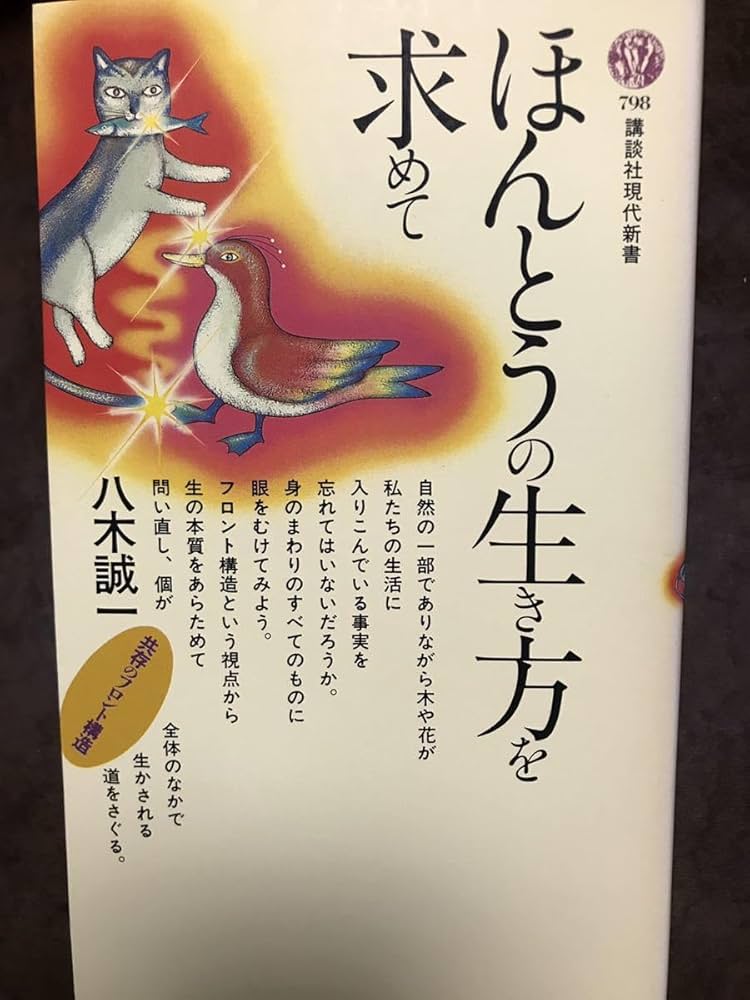 798
講談社現代新書
ほんとうの生き方を
求めて
自然の一部でありながら木や花が
私たちの生活に
入りこんでいる事実を
忘れてはいないだろうか。
身のまわりのすべてのものに
眼をむけてみよう。
フロント構造という視点から
生の本質をあらためて
問い直し、個が
全体のなかで
生かされる
道をさぐる。
八木誠一
共存のフロント構造